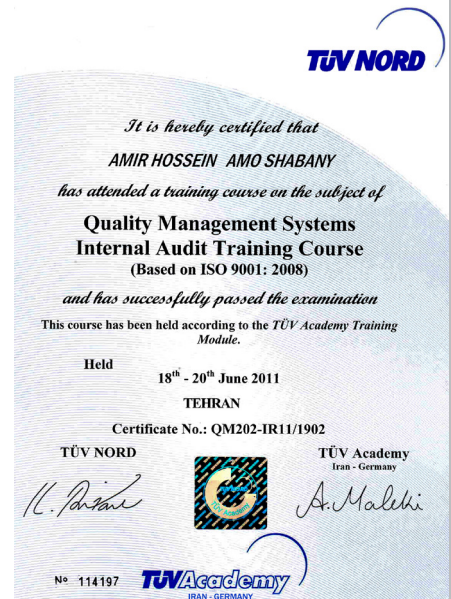 TÜV NORD
It is hereby certified that
AMIR HOSSEIN AMO SHABANY
has attended a training course on the subject of
Quality Management Systems
Internal Audit Training Course
(Based on ISO 9001: 2008)
and has successfully passed the examination
This course has been held according to the TÜV Academy Training
Module.
Held
18th - 20th June 2011
TEHRAN
Certificate No.: QM202-IR11/1902
TÜV NORD
TÜV Academy
Iran - Germany
A. Maleki
TÜV ACADEMY
Nº 114197
TÜVAcademy
IRAN - GERMANY